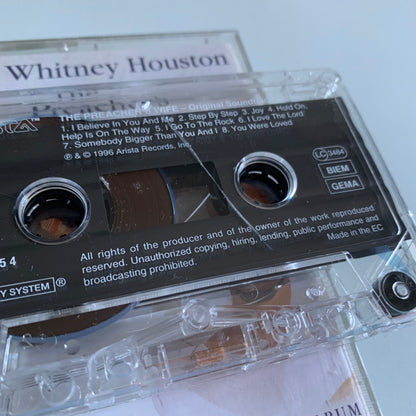 Whitney Houston
THE PREACHER'S WIFE – Original Soundtr
1. I Believe In You And Me 2. Step By Step 3. Joy 4. Hold On,
Help Is On The Way 5. I Go To The Rock 6. I Love The Lord
7. Somebody Bigger Than You And I 8. You Were Loved
℗ & © 1996 Arista Records, Inc.
LC 3484
BIEM
GEMA
54
All rights of the producer and of the owner of the work reproduced
reserved. Unauthorized copying, hiring, lending, public performance and
broadcasting prohibited.
Made in the EC
Y SYSTEM®